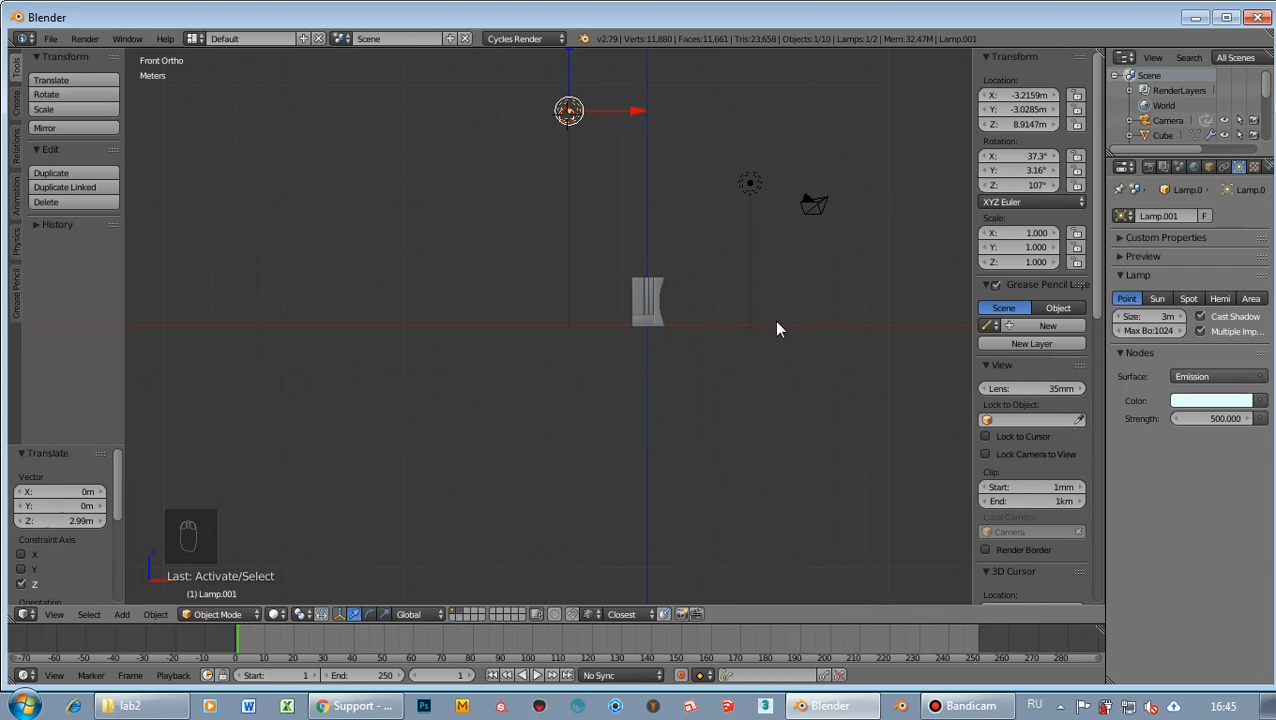 Blender
File Render Window Help Default Scene Cycles Render v2.79 | Verts:11,880 | Faces:11,661 | Tris:23,658 | Objects:1/10 | Lamps:1/2 | Mem:32.47M | Lamp.001
Tools
Create
Relations
Animation
Physics
Grease Pencil
Transform
Translate
Rotate
Scale
Mirror
Edit
Duplicate
Duplicate Linked
Delete
History
Translate
Vector
X: 0m
Y: 0m
Z: 2.99m
Constraint Axis
X
Y
Z
Front Ortho
Meters
Last: Activate/Select
(1) Lamp.001
Transform
Location:
X: -3.2159m
Y: -3.0285m
Z: 8.9147m
Rotation:
X: 37.3°
Y: 3.16°
Z: 107°
XYZ Euler
Scale:
X: 1.000
Y: 1.000
Z: 1.000
Grease Pencil
Scene Object
New
New Layer
View
Lens: 35mm
Lock to Object:
Lock to Cursor
Lock Camera to View
Clip:
Start: 1mm
End: 1km
Local Camera:
Camera
Render Border
3D Cursor
Location:
View Search All Scenes
Scene
RenderLayers
World
Camera
Cube
Lamp.0 Lamp.0
Lamp.001 F
Custom Properties
Preview
Lamp
Point Sun Spot Hemi Area
Size: 3m Cast Shadow
Max Bo:1024 Multiple Imp...
Nodes
Surface: Emission
Color:
Strength: 500.000
View Select Add Object Object Mode Global Closest
-70 -60 -50 -40 -30 -20 -10 0 10 20 30 40 50 60 70 80 90 100 110 120 130 140 150 160 170 180 190 200 210 220 230 240 250 260 270 280
View Marker Frame Playback Start: 1 End: 250 1 No Sync
lab2 Support - ... Blender Bandicam RU 16:45